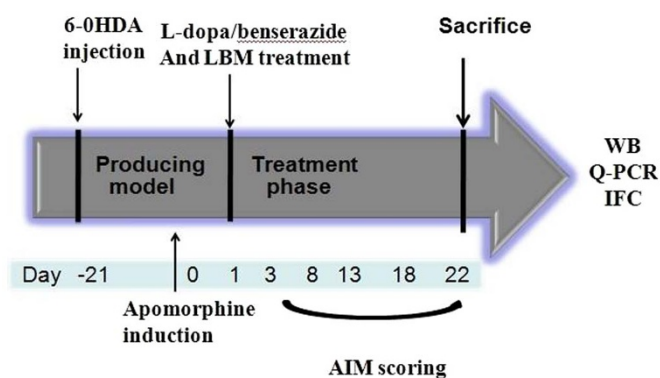 6-0HDA
injection
L-dopa/benserazide
And LBM treatment
Sacrifice
Producing
model
Treatment
phase
WB
Q-PCR
IFC
Day -21 0 1 3 8 13 18 22
Apomorphine
induction
AIM scoring